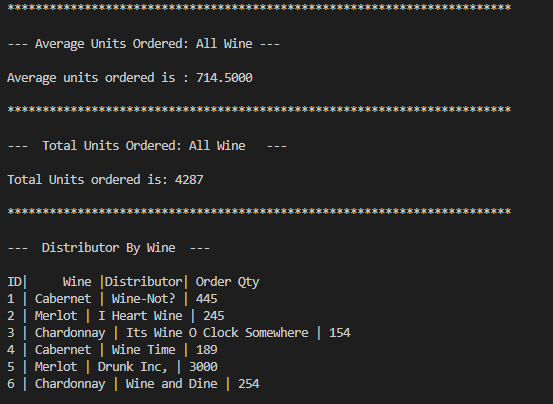 ************************************************************************
--- Average Units Ordered: All Wine ---
Average units ordered is : 714.5000
************************************************************************
---  Total Units Ordered: All Wine   ---
Total Units ordered is: 4287
************************************************************************
---  Distributor By Wine  ---
ID|     Wine |Distributor| Order Qty
1 | Cabernet | Wine-Not? | 445
2 | Merlot | I Heart Wine | 245
3 | Chardonnay | Its Wine O Clock Somewhere | 154
4 | Cabernet | Wine Time | 189
5 | Merlot | Drunk Inc, | 3000
6 | Chardonnay | Wine and Dine | 254